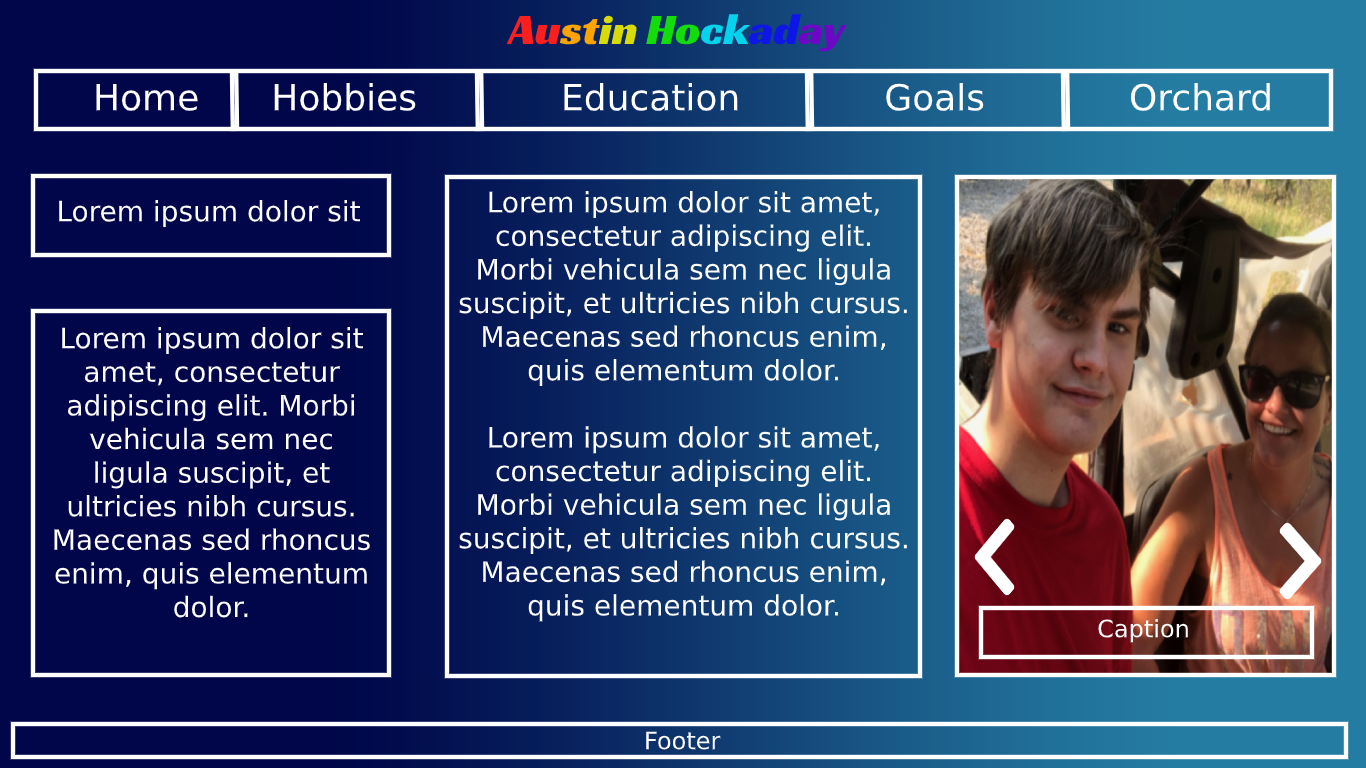 Austin Hockaday
Home Hobbies Education Goals Orchard
Lorem ipsum dolor sit
Lorem ipsum dolor sit
amet, consectetur
adipiscing elit. Morbi
vehicula sem nec
ligula suscipit, et
ultricies nibh cursus.
Maecenas sed rhoncus
enim, quis elementum
dolor.
Lorem ipsum dolor sit amet,
consectetur adipiscing elit.
Morbi vehicula sem nec ligula
suscipit, et ultricies nibh cursus.
Maecenas sed rhoncus enim,
quis elementum dolor.
Lorem ipsum dolor sit amet,
consectetur adipiscing elit.
Morbi vehicula sem nec ligula
suscipit, et ultricies nibh cursus.
Maecenas sed rhoncus enim,
quis elementum dolor.
Caption
Footer